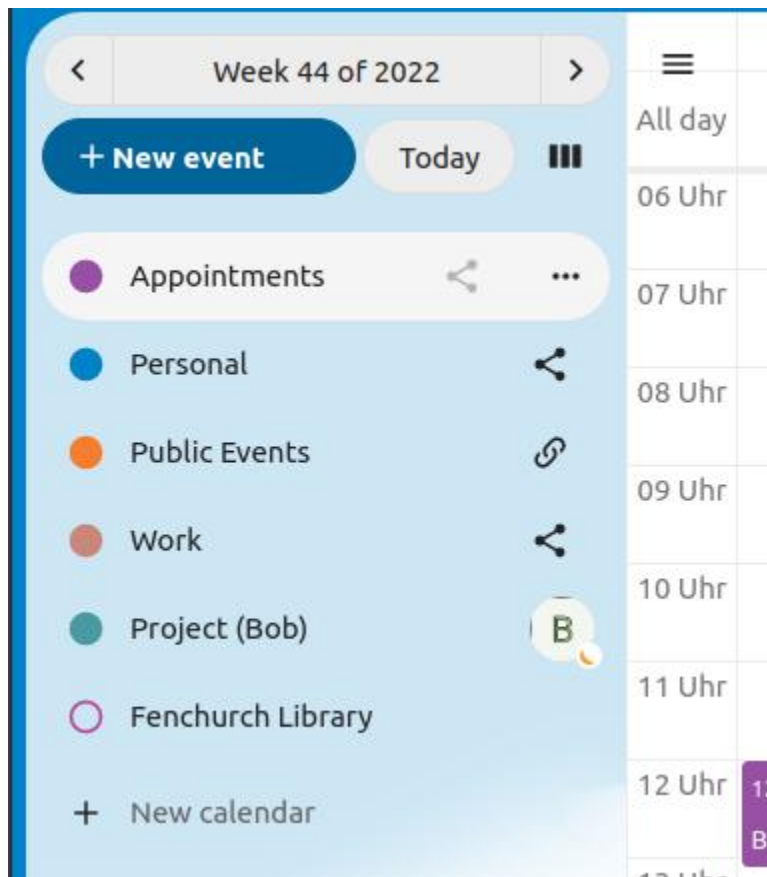 Week 44 of 2022
+ New event
Today
Appointments
Personal
Public Events
Work
Project (Bob)
B
Fenchurch Library
+ New calendar
All day
06 Uhr
07 Uhr
08 Uhr
09 Uhr
10 Uhr
11 Uhr
12 Uhr
B